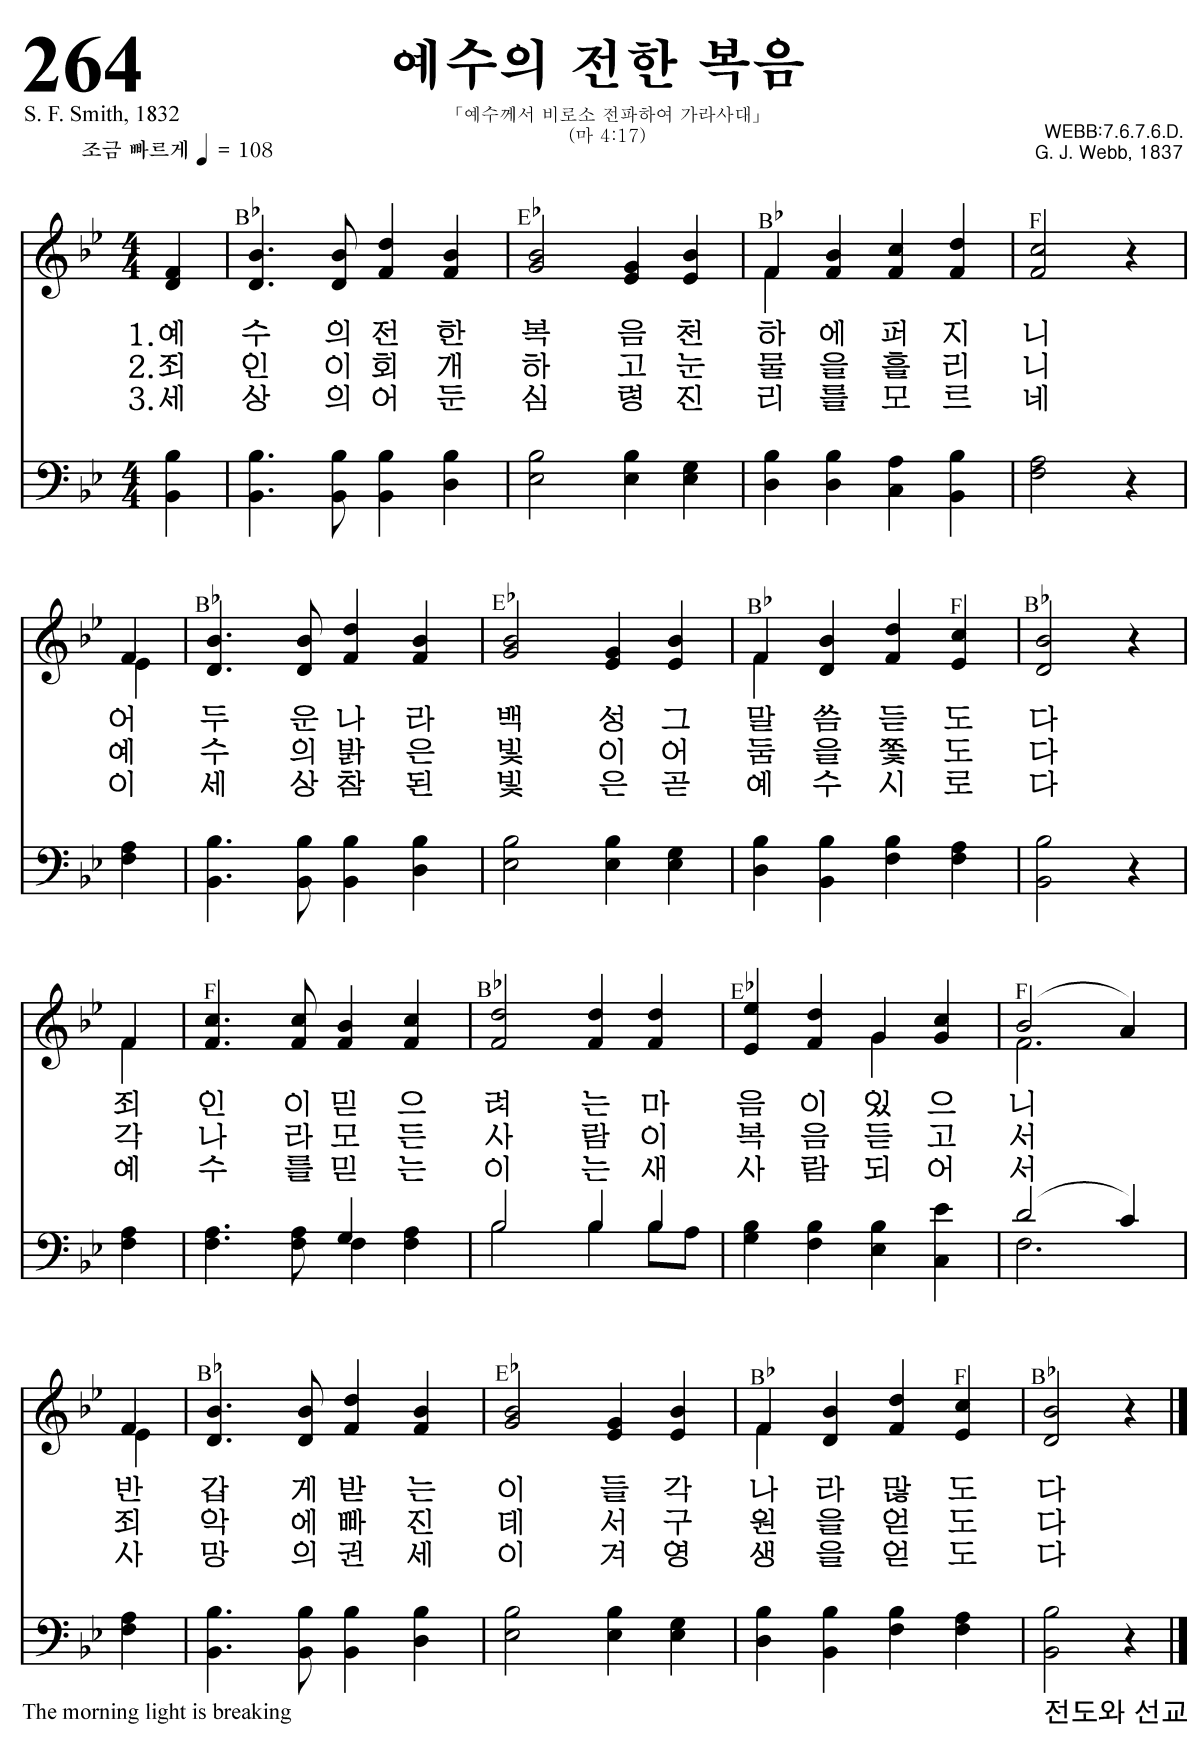 264
예수의 전한 복음
S. F. Smith, 1832
「예수께서 비로소 전파하여 가라사대」
(마 4:17)
조금 빠르게 ♩ = 108
WEBB:7.6.7.6.D.
G. J. Webb, 1837
B♭ E♭ B♭ F
1.예 수 의 전 한 복 음 천 하 에 퍼 지 니
2.죄 인 이 회 개 하 고 눈 물 을 흘 리 니
3.세 상 의 어 둔 심 령 진 리 를 모 르 네
B♭ E♭ B♭ F B♭
어 두 운 나 라 백 성 그 말 씀 듣 도 다
예 수 의 밝 은 빛 이 어 둠 을 쫓 도 다
이 세 상 참 된 빛 은 곧 예 수 시 로 다
F B♭ E♭ F
죄 인 이 믿 으 려 는 마 음 이 있 으 니
각 나 라 모 든 사 람 이 복 음 듣 고 서
예 수 를 믿 는 이 는 새 사 람 되 어 서
B♭ E♭ B♭ F B♭
반 갑 게 받 는 이 들 각 나 라 많 도 다
죄 악 에 빠 진 데 서 구 원 을 얻 도 다
사 망 의 권 세 이 겨 영 생 을 얻 도 다
The morning light is breaking
전도와 선교